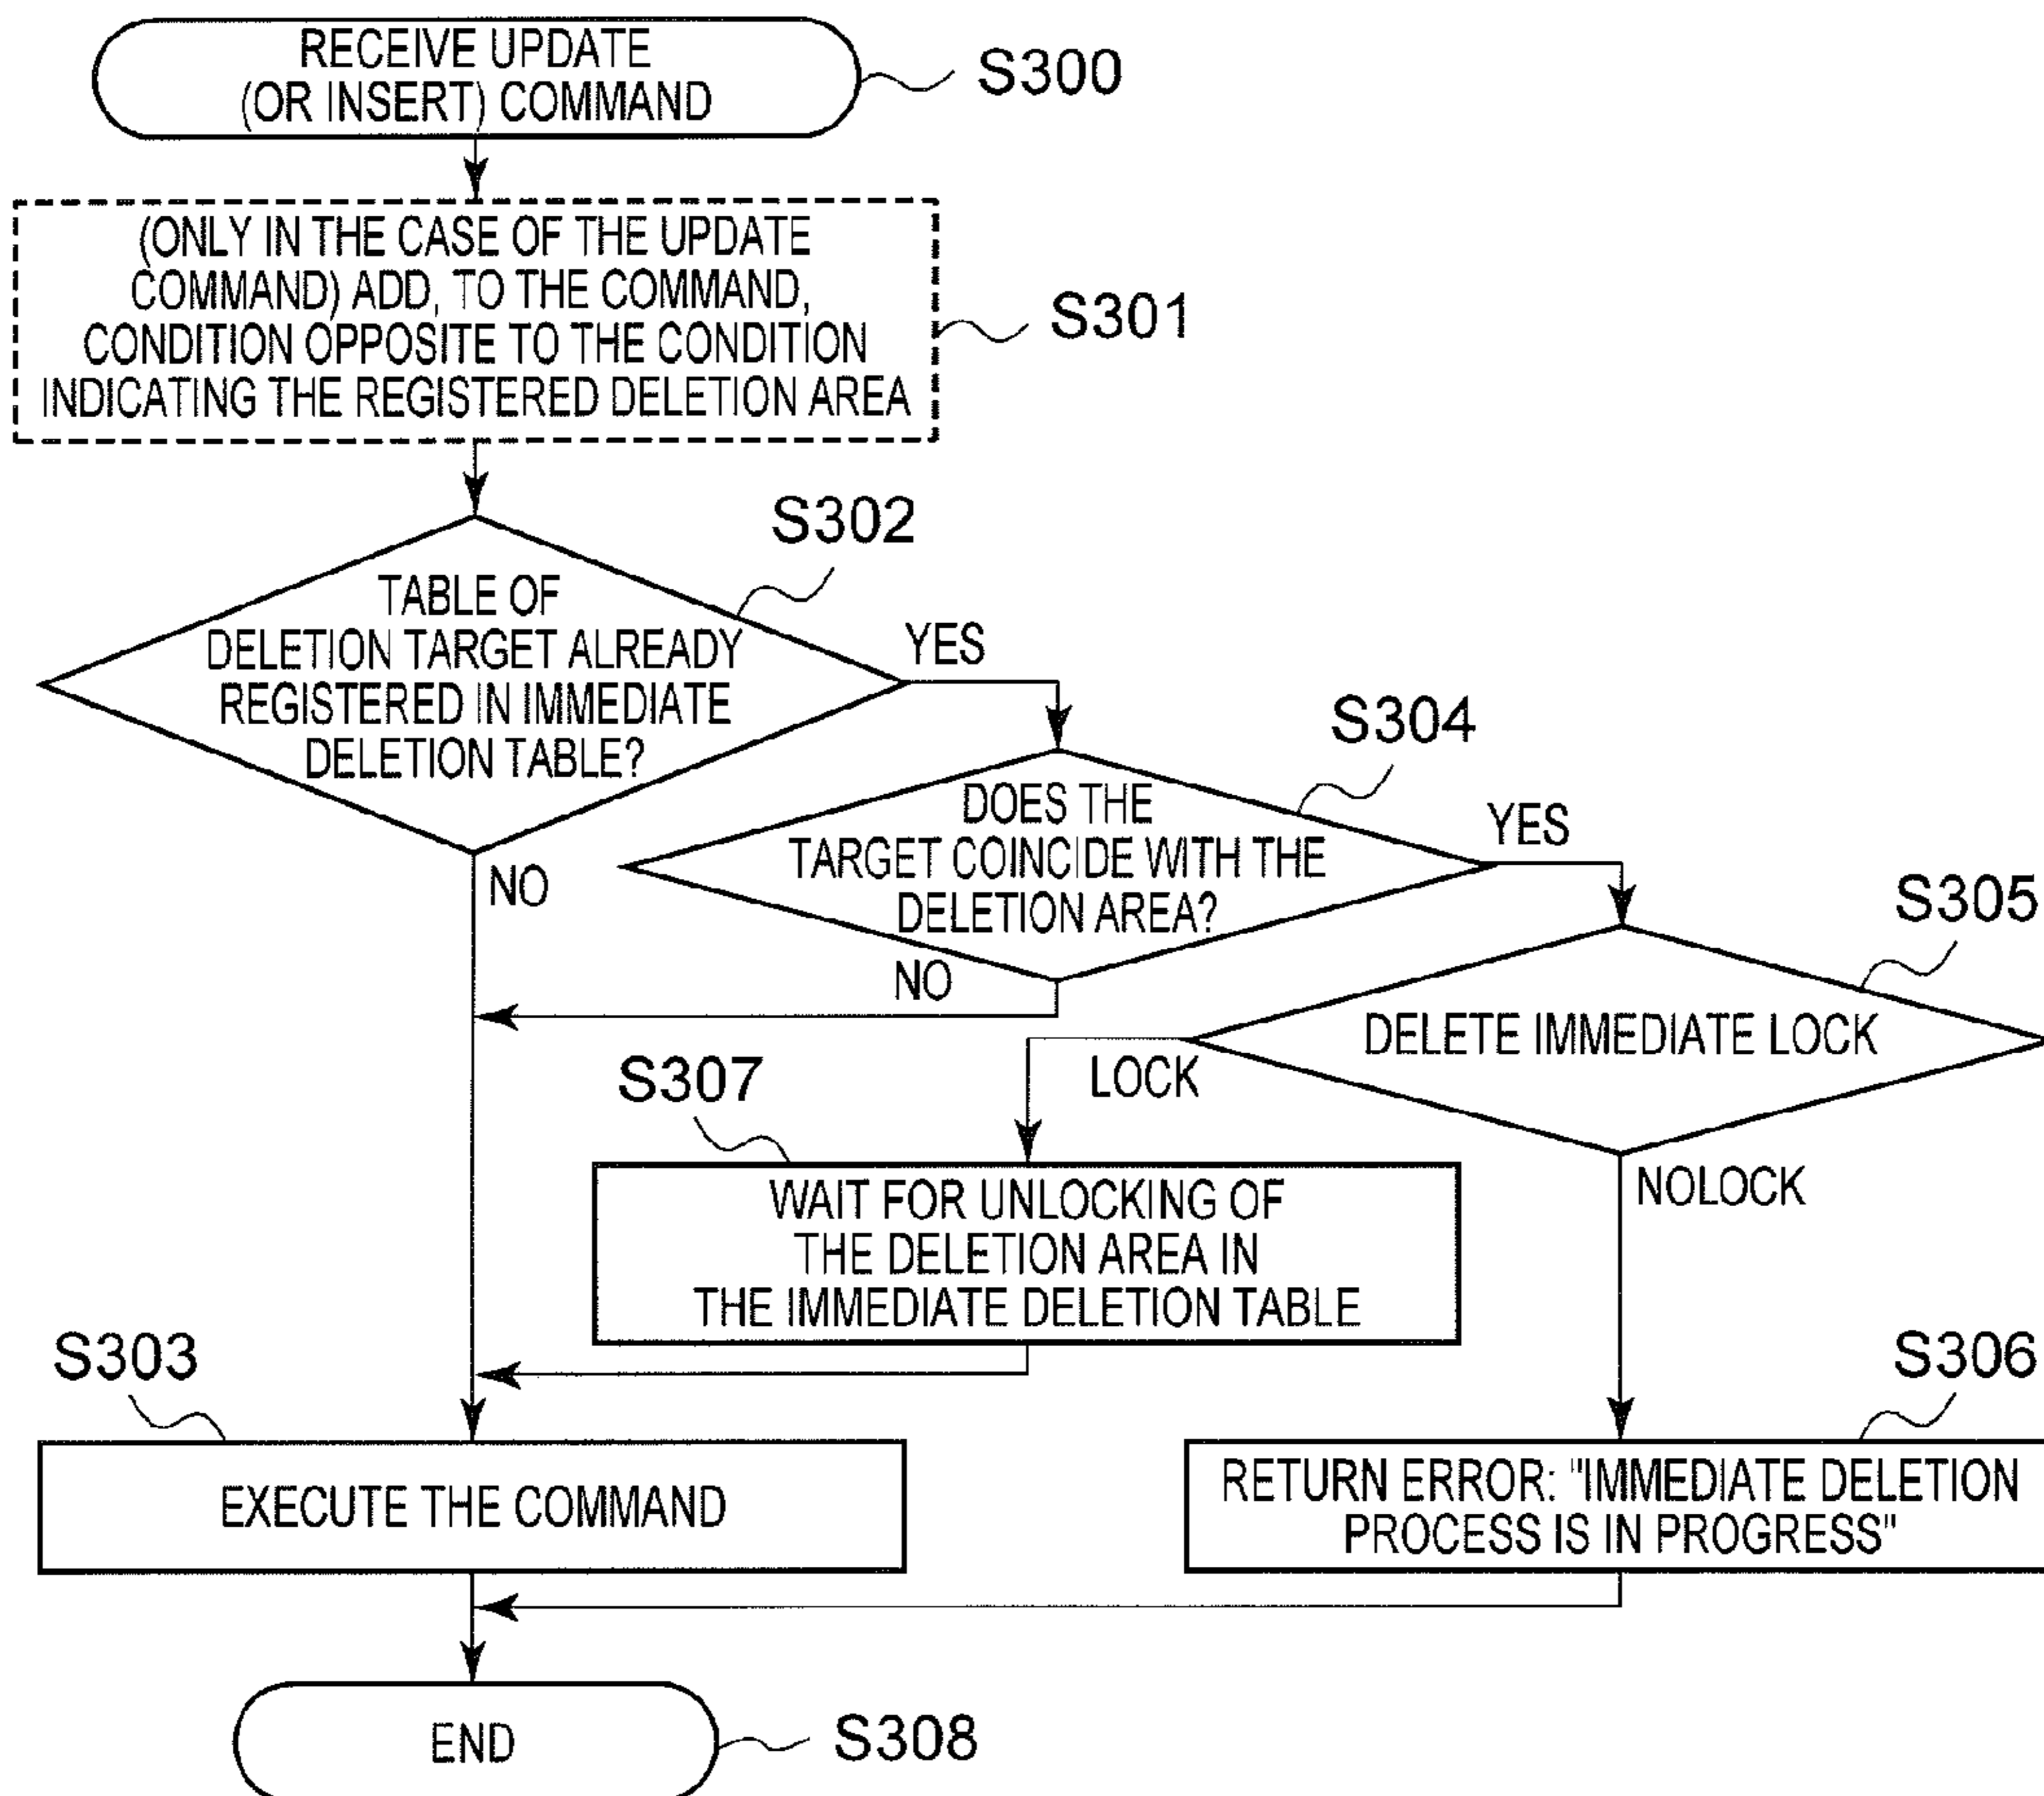 RECEIVE UPDATE
(OR INSERT) COMMAND
S300
(ONLY IN THE CASE OF THE UPDATE
COMMAND) ADD, TO THE COMMAND,
CONDITION OPPOSITE TO THE CONDITION
INDICATING THE REGISTERED DELETION AREA
S301
S302
TABLE OF
DELETION TARGET ALREADY
REGISTERED IN IMMEDIATE
DELETION TABLE?
YES
NO
S304
DOES THE
TARGET COINCIDE WITH THE
DELETION AREA?
YES
NO
S305
DELETE IMMEDIATE LOCK
LOCK
NOLOCK
S307
WAIT FOR UNLOCKING OF
THE DELETION AREA IN
THE IMMEDIATE DELETION TABLE
S303
EXECUTE THE COMMAND
S306
RETURN ERROR: "IMMEDIATE DELETION
PROCESS IS IN PROGRESS"
END
S308